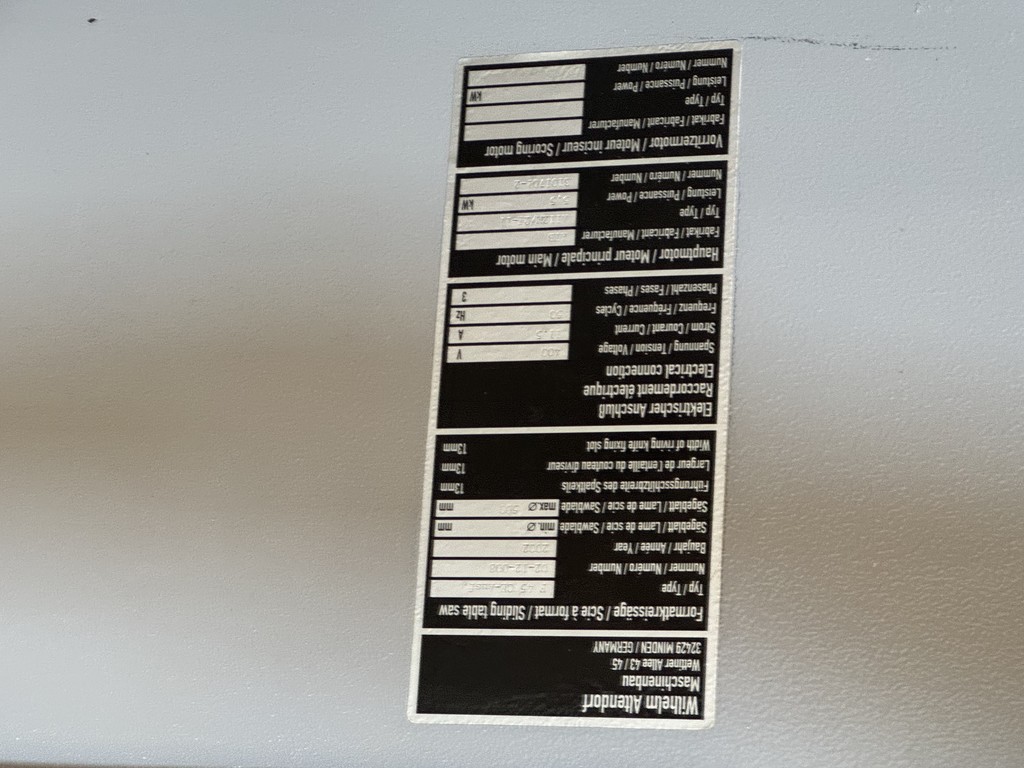 Wilhelm Altendorf
Maschinenbau
Wettiner Allee 43 / 45
32429 MINDEN / GERMANY
Formatkreissäge / Scie à format / Sliding table saw
Typ / Type
Nummer / Numéro / Number
Baujahr / Année / Year 2002
Sägeblatt / Lame de scie / Sawblade min. Ø mm
Sägeblatt / Lame de scie / Sawblade max. Ø mm
Führungsschlitzbreite des Spaltkeils 13mm
Largeur de l'entaille du couteau diviseur 13mm
Width of riving knife fixing slot 13mm
Elektrischer Anschluß
Raccordement électrique
Electrical connection
Spannung / Tension / Voltage 400 V
Strom / Courant / Current A
Frequenz / Fréquence / Cycles 50 Hz
Phasenzahl / Fases / Phases 3
Hauptmotor / Moteur principale / Main motor
Fabrikat / Fabricant / Manufacturer
Typ / Type
Leistung / Puissance / Power kW
Nummer / Numéro / Number
Vorritzermotor / Moteur inciseur / Scoring motor
Fabrikat / Fabricant / Manufacturer
Typ / Type
Leistung / Puissance / Power kW
Nummer / Numéro / Number